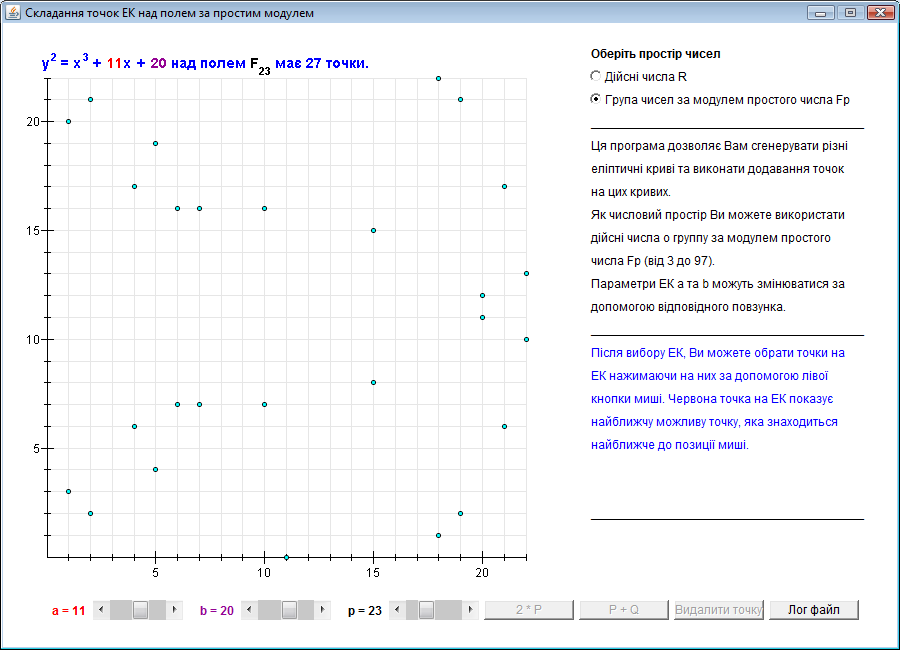 Складання точок ЕК над полем за простим модулем
y² = x³ + 11x + 20 над полем F₂₃ має 27 точки.
20
15
10
5
5
10
15
20
a = 11
b = 20
p = 23
2 * P
P + Q
Видалити точку
Лог файл
Оберіть простір чисел
Дійсні числа R
Група чисел за модулем простого числа Fp
Ця програма дозволяє Вам сгенерувати різні
еліптичні криві та виконати додавання точок
на цих кривих.
Як числовий простір Ви можете використати
дійсні числа о группу за модулем простого
числа Fp (від 3 до 97).
Параметри ЕК a та b можуть змінюватися за
допомогою відповідного повзунка.
Після вибору ЕК, Ви можете обрати точки на
ЕК нажимаючи на них за допомогою лівої
кнопки миші. Червона точка на ЕК показує
найближчу можливу точку, яка знаходиться
найближче до позиції миші.